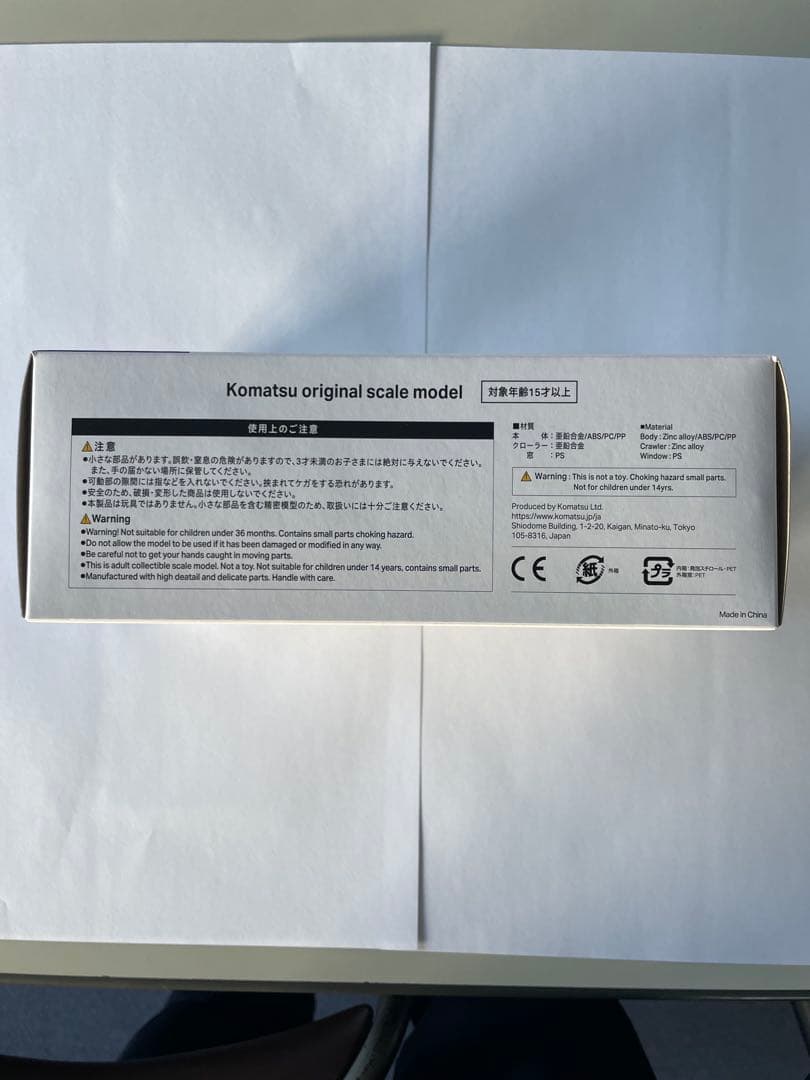 Komatsu original scale model
対象年齢15才以上
使用上のご注意
注意
●小さな部品があります。誤飲・窒息の危険がありますので、3才未満のお子さまには絶対に与えないでください。
また、手の届かない場所に保管してください。
●可動部の隙間には指などを入れないでください。挟まれてケガをする恐れがあります。
●安全のため、破損・変形した商品は使用しないでください。
●本製品は玩具ではありません。小さな部品を含む精密模型のため、取扱いには十分ご注意ください。
Warning
●Warning! Not suitable for children under 36 months. Contains small parts choking hazard.
●Do not allow the model to be used if it has been damaged or modified in any way.
●Be careful not to get your hands caught in moving parts.
●This is adult collectible scale model. Not a toy. Not suitable for children under 14 years, contains small parts.
●Manufactured with high deatail and delicate parts. Handle with care.
■材質
本　　体：亜鉛合金/ABS/PC/PP
クローラー：亜鉛合金
窓　：PS
■Material
Body : Zinc alloy/ABS/PC/PP
Crawler : Zinc alloy
Window : PS
Warning : This is not a toy. Choking hazard small parts.
Not for children under 14yrs.
Produced by Komatsu Ltd.
https://www.komatsu.jp/ja
Shiodome Building, 1-2-20, Kaigan, Minato-ku, Tokyo
105-8316, Japan
CE
紙
外箱
プラ
内箱：発泡スチロール・PET
外箱窓：PET
Made in China